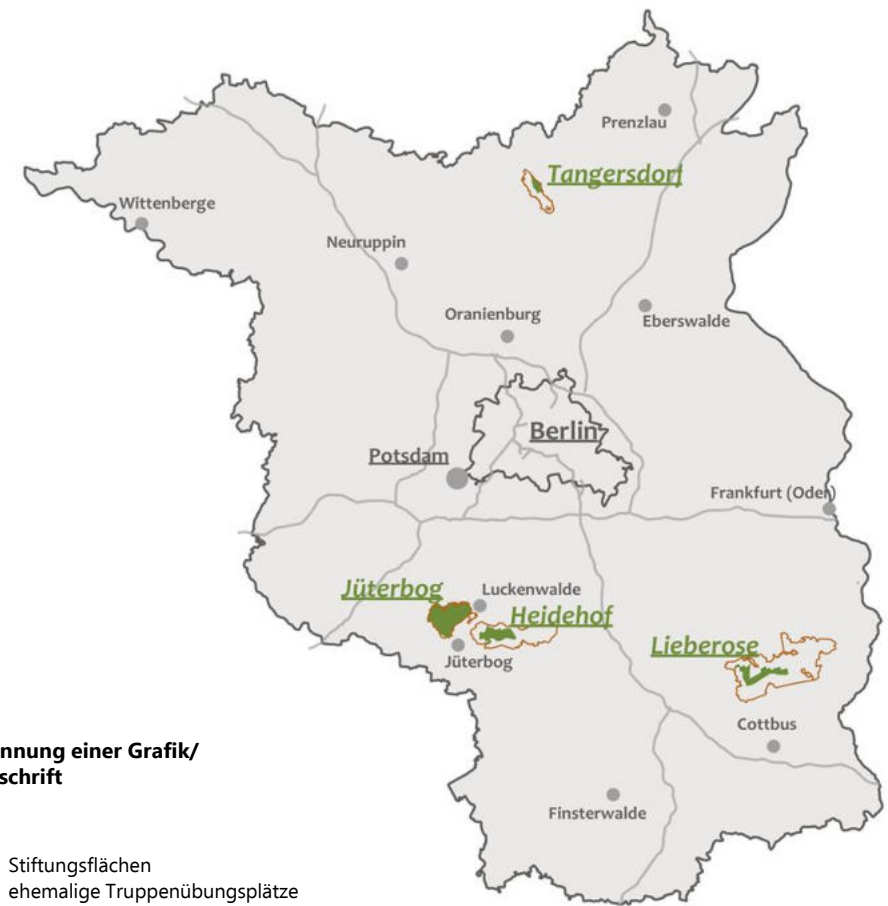 Prenzlau
Tangersdorf
Wittenberge
Neuruppin
Oranienburg
Eberswalde
Berlin
Potsdam
Frankfurt (Oder)
Jüterbog
Luckenwalde
Heidehof
Jüterbog
Lieberose
Cottbus
nnung einer Grafik/
schrift
Finsterwalde
Stiftungsflächen
ehemalige Truppenübungsplätze